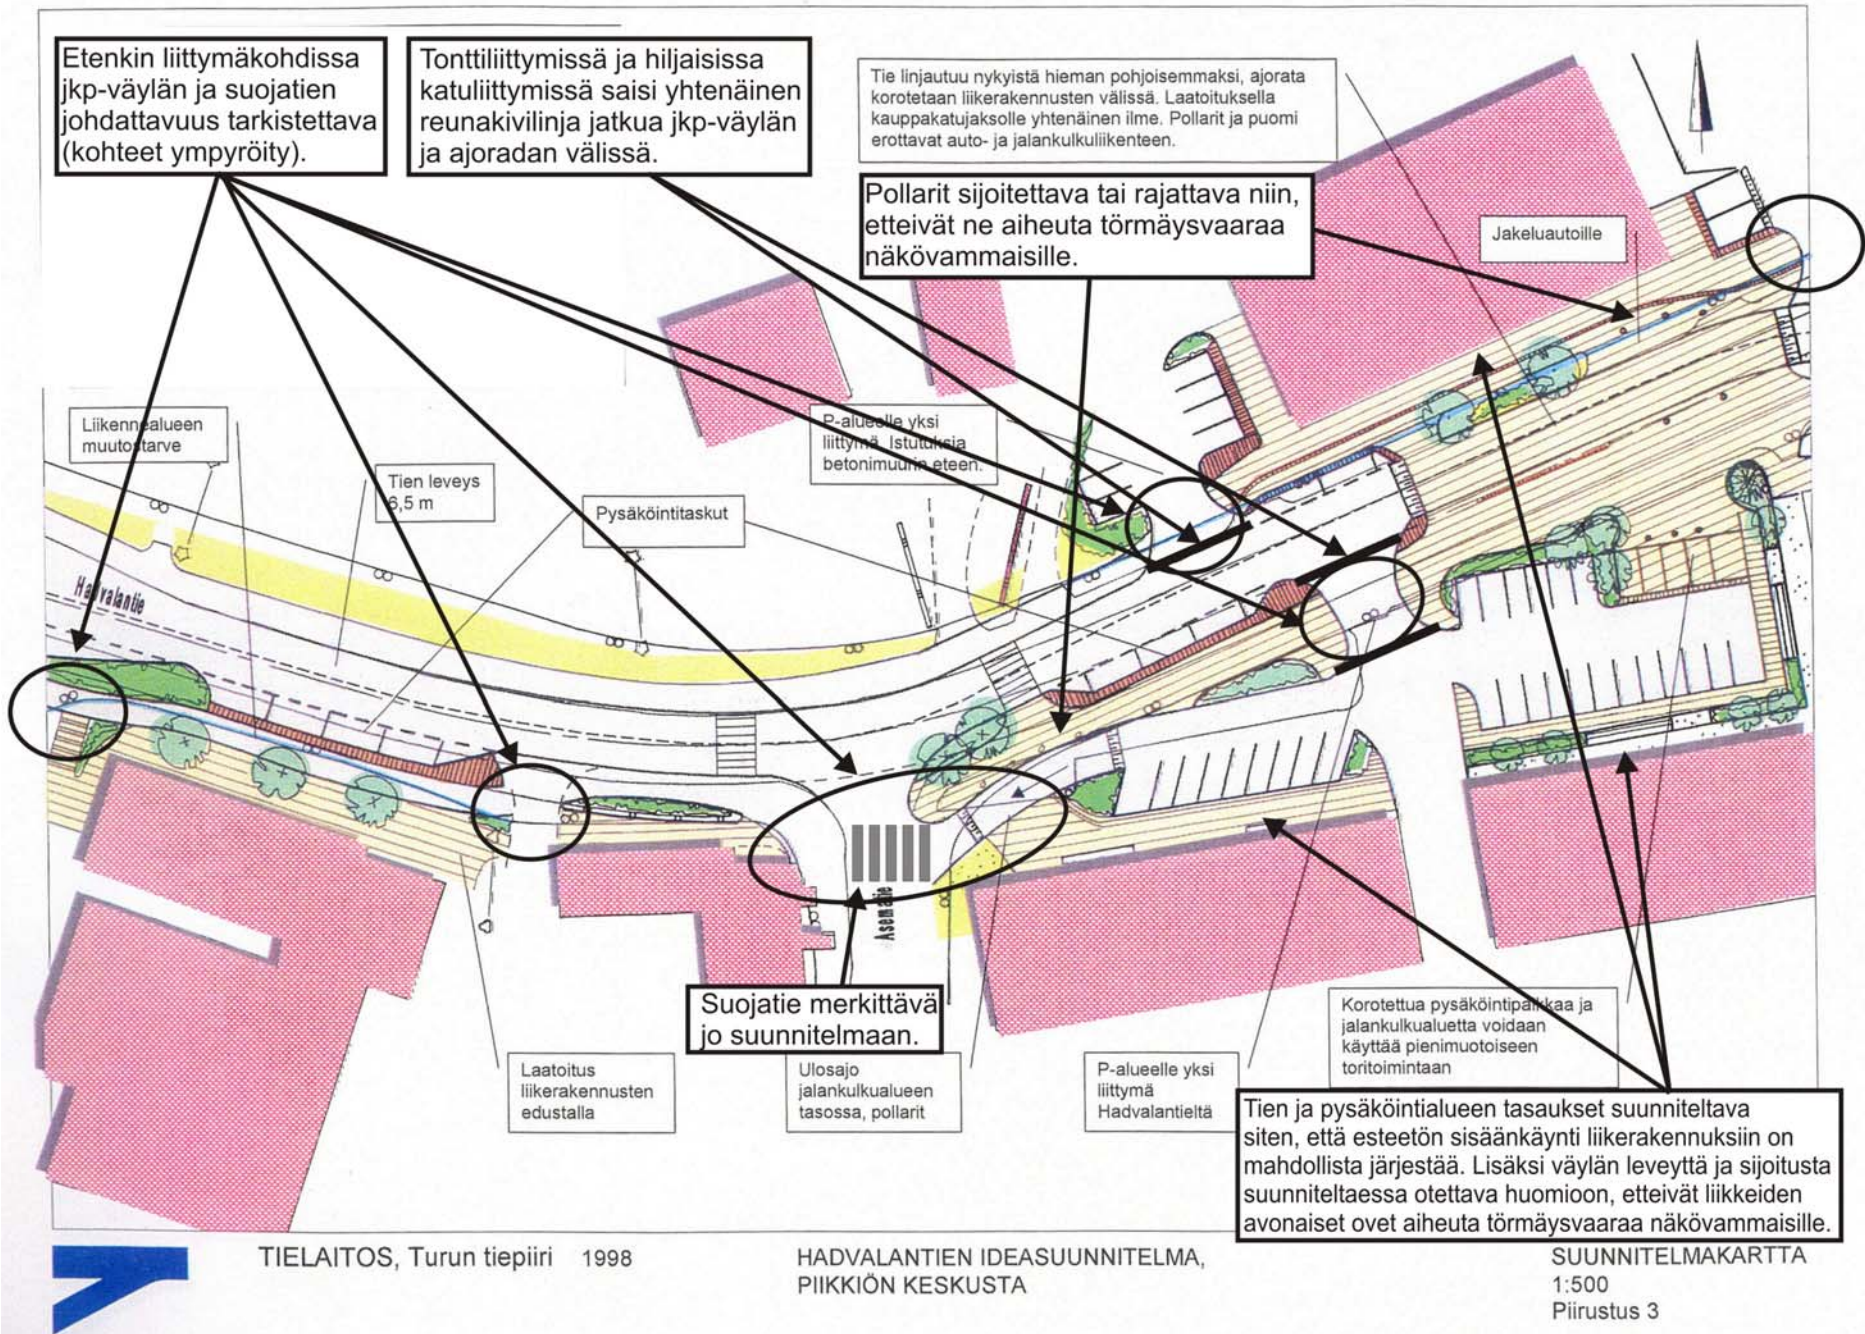 Etenkin liittymäkohdissa
jkp-väylän ja suojatien
johdattavuus tarkistettava
(kohteet ympyröity).
Tonttiliittymissä ja hiljaisissa
katuliittymissä saisi yhtenäinen
reunakivilinja jatkua jkp-väylän
ja ajoradan välissä.
Tie linjautuu nykyistä hieman pohjoisemmaksi, ajorata
korotetaan liikerakennusten välissä. Laatoituksella
kauppakatujaksolle yhtenäinen ilme. Pollarit ja puomi
erottavat auto- ja jalankulkuliikenteen.
Pollarit sijoitettava tai rajattava niin,
etteivät ne aiheuta törmäysvaaraa
näkövammaisille.
Jakeluautoille
Liikennealueen
muutostarve
Tien leveys
6,5 m
Pysäköintitaskut
P-alueelle yksi
liittymä. Istutuksia
betonimuurin eteen.
Hadvalantie
Asematie
Suojatie merkittävä
jo suunnitelmaan.
Laatoitus
liikerakennusten
edustalla
Ulosajo
jalankulkualueen
tasossa, pollarit
P-alueelle yksi
liittymä
Hadvalantieltä
Korotettua pysäköintipaikkaa ja
jalankulkualuetta voidaan
käyttää pienimuotoiseen
toritoimintaan
Tien ja pysäköintialueen tasaukset suunniteltava
siten, että esteetön sisäänkäynti liikerakennuksiin on
mahdollista järjestää. Lisäksi väylän leveyttä ja sijoitusta
suunniteltaessa otettava huomioon, etteivät liikkeiden
avonaiset ovet aiheuta törmäysvaaraa näkövammaisille.
TIELAITOS, Turun tiepiiri 1998
HADVALANTIEN IDEASUUNNITELMA,
PIIKKIÖN KESKUSTA
SUUNNITELMAKARTTA
1:500
Piirustus 3